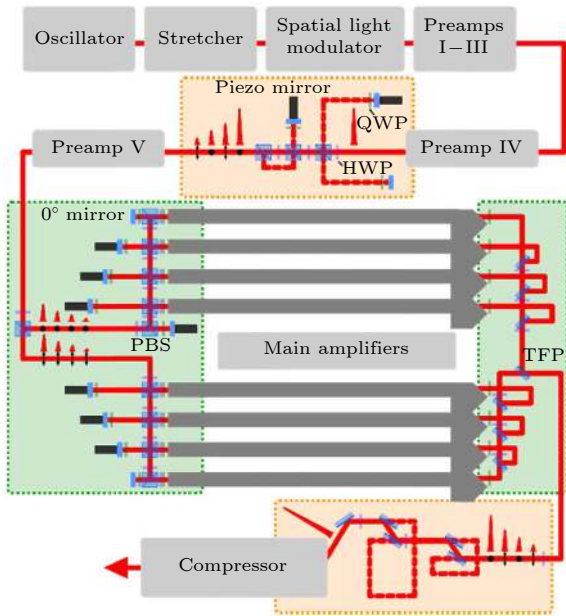 Oscillator
Stretcher
Spatial light
modulator
Preamps
I−III
Piezo mirror
QWP
Preamp V
HWP
Preamp IV
0° mirror
PBS
Main amplifiers
TFP
Compressor